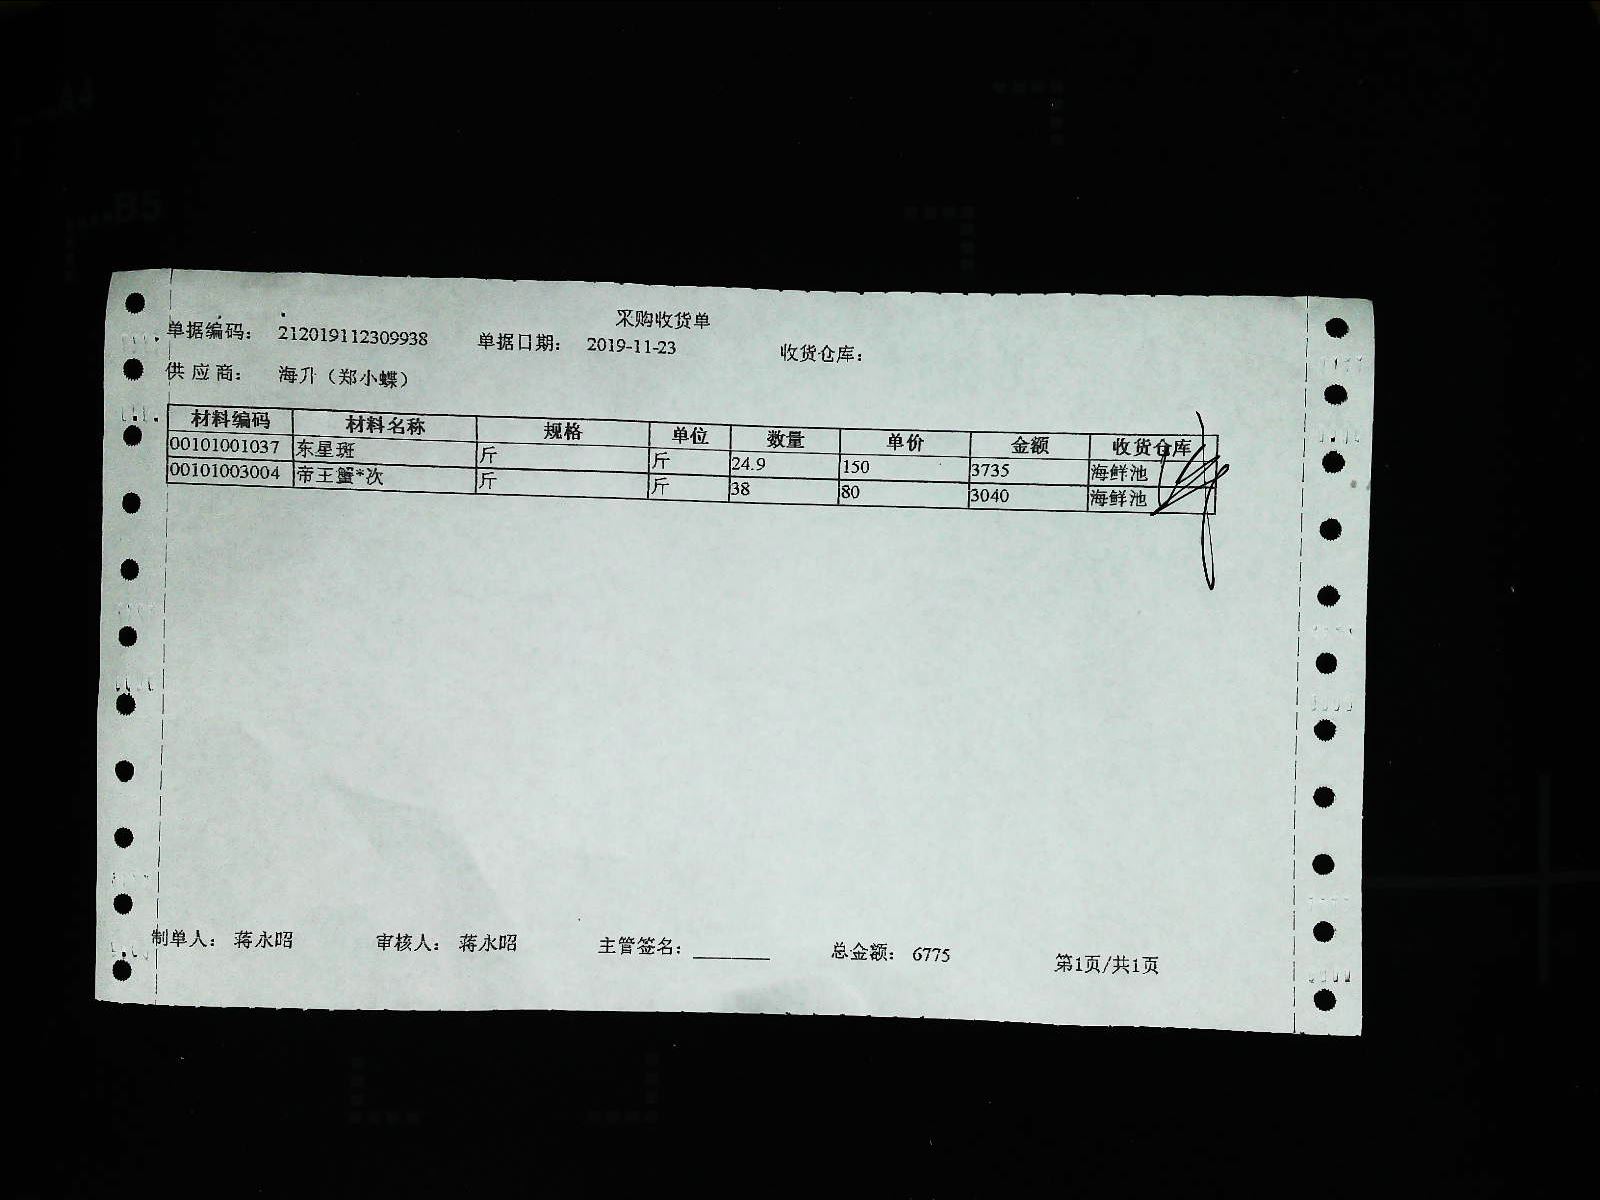 采购收货单
单据编码： 212019112309938 单据日期： 2019-11-23 收货仓库：
供应商： 海升（郑小蝶）
材料编码 材料名称 规格 单位 数量 单价 金额 收货仓库
00101001037 东星斑 斤 斤 24.9 150 3735 海鲜池
00101003004 帝王蟹*次 斤 斤 38 80 3040 海鲜池
制单人： 蒋永昭 审核人： 蒋永昭 主管签名： 总金额： 6775 第1页/共1页